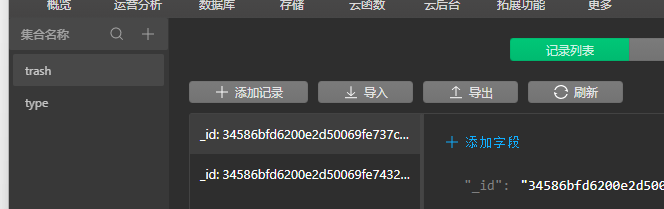 概览 运营分析 数据库 存储 云函数 云后台 拓展功能 更多
集合名称
记录列表
trash
添加记录 导入 导出 刷新
type
_id: 34586bfd6200e2d50069fe737c...
添加字段
_id: 34586bfd6200e2d50069fe7432...
"_id": "34586bfd6200e2d500